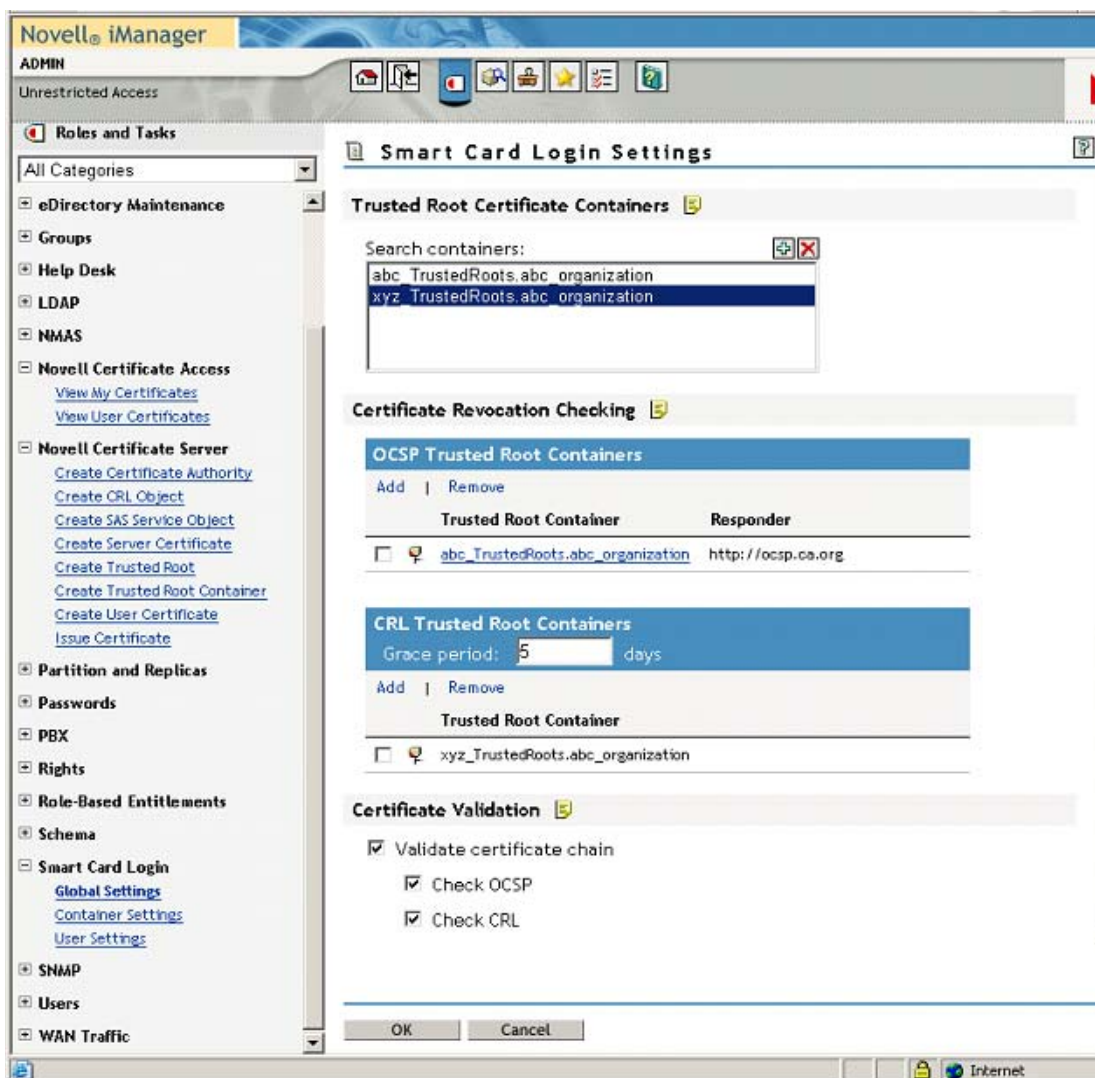 Novell® iManager
ADMIN
Unrestricted Access
Roles and Tasks
All Categories
eDirectory Maintenance
Groups
Help Desk
LDAP
NMAS
Novell Certificate Access
View My Certificates
View User Certificates
Novell Certificate Server
Create Certificate Authority
Create CRL Object
Create SAS Service Object
Create Server Certificate
Create Trusted Root
Create Trusted Root Container
Create User Certificate
Issue Certificate
Partition and Replicas
Passwords
PBX
Rights
Role-Based Entitlements
Schema
Smart Card Login
Global Settings
Container Settings
User Settings
SNMP
Users
WAN Traffic
Smart Card Login Settings
Trusted Root Certificate Containers
Search containers:
abc_TrustedRoots.abc_organization
xyz_TrustedRoots.abc_organization
Certificate Revocation Checking
OCSP Trusted Root Containers
Add | Remove
Trusted Root Container Responder
abc_TrustedRoots.abc_organization http://ocsp.ca.org
CRL Trusted Root Containers
Grace period: 5 days
Add | Remove
Trusted Root Container
xyz_TrustedRoots.abc_organization
Certificate Validation
Validate certificate chain
Check OCSP
Check CRL
OK Cancel
Internet